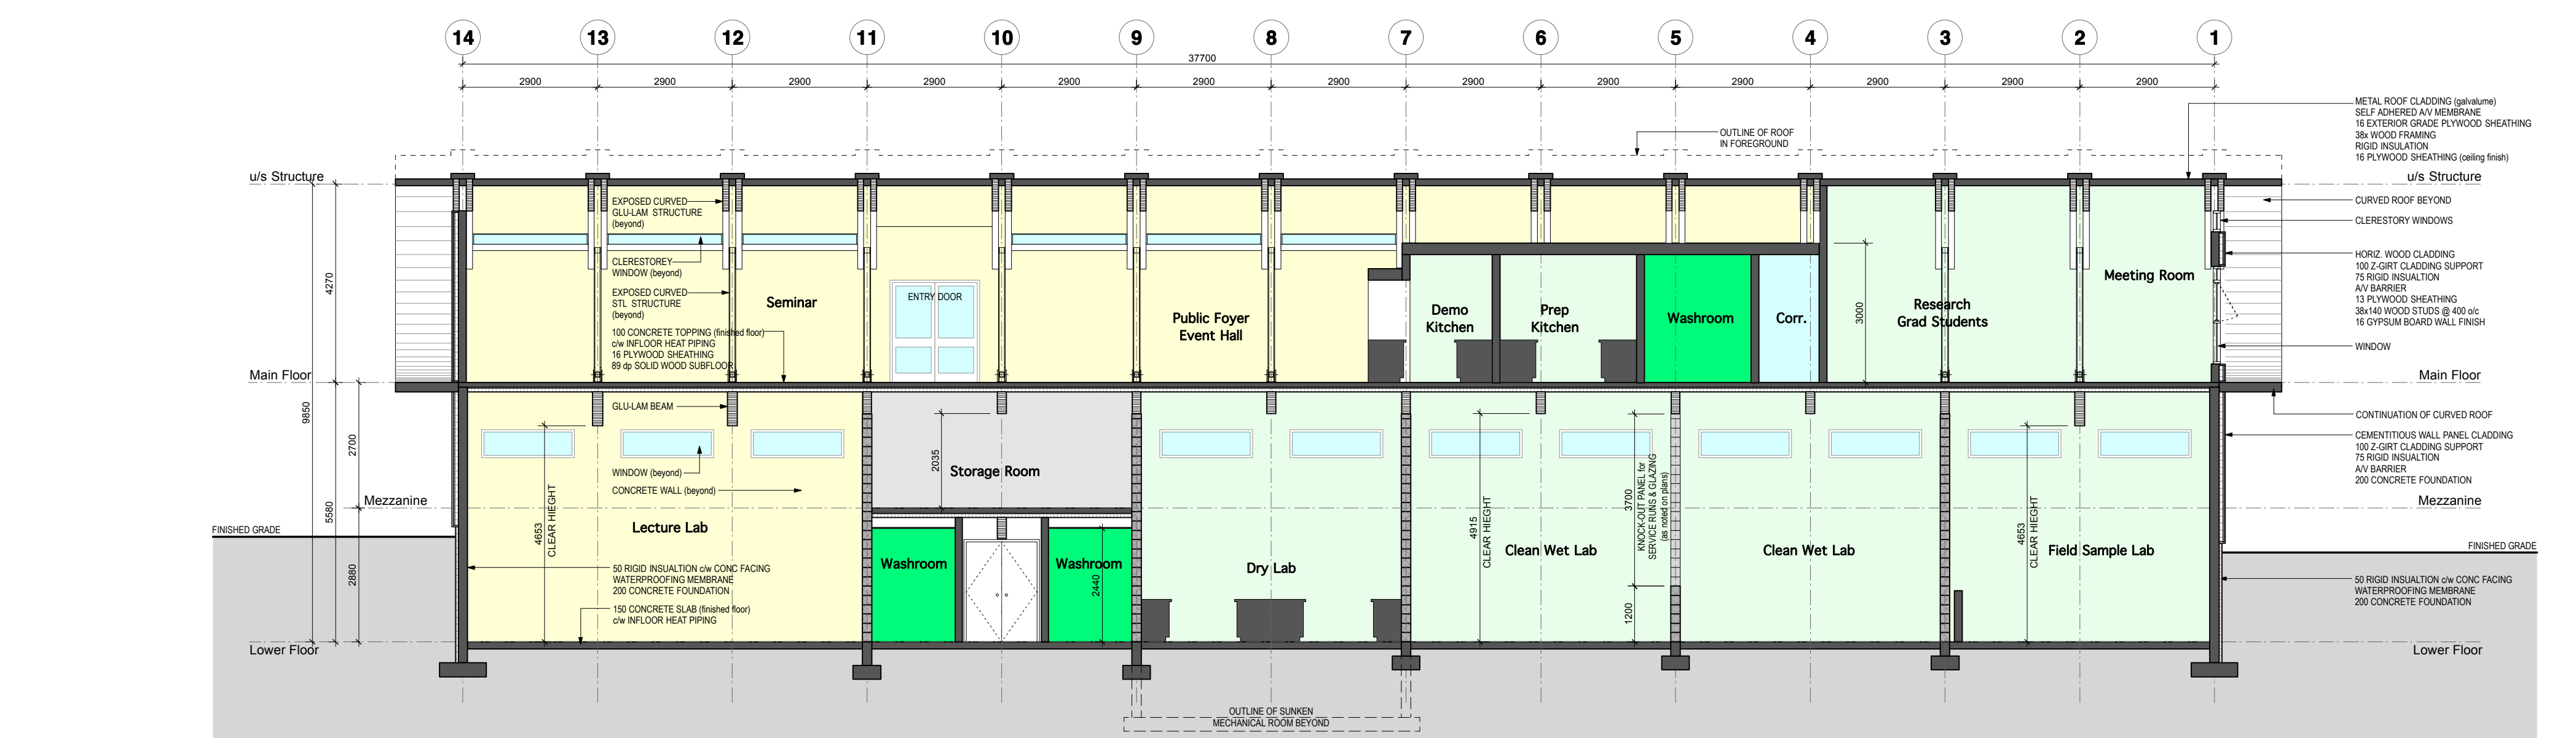 14 13 12 11 10 9 8 7 6 5 4 3 2 1
37700
2900 2900 2900 2900 2900 2900 2900 2900 2900 2900 2900 2900 2900
METAL ROOF CLADDING (galvalume)
SELF ADHERED A/V MEMBRANE
16 EXTERIOR GRADE PLYWOOD SHEATHING
38x WOOD FRAMING
RIGID INSULATION
16 PLYWOOD SHEATHING (ceiling finish)
OUTLINE OF ROOF
IN FOREGROUND
u/s Structure
u/s Structure
EXPOSED CURVED
GLU-LAM STRUCTURE
(beyond)
CURVED ROOF BEYOND
CLERESTORY WINDOWS
CLERESTOREY
WINDOW (beyond)
HORIZ. WOOD CLADDING
100 Z-GIRT CLADDING SUPPORT
75 RIGID INSUALTION
A/V BARRIER
13 PLYWOOD SHEATHING
38x140 WOOD STUDS @ 400 o/c
16 GYPSUM BOARD WALL FINISH
EXPOSED CURVED
STL STRUCTURE
(beyond)
Seminar
ENTRY DOOR
Public Foyer
Event Hall
Demo
Kitchen
Prep
Kitchen
Washroom
Corr.
3000
Research
Grad Students
Meeting Room
100 CONCRETE TOPPING (finished floor)
c/w INFLOOR HEAT PIPING
16 PLYWOOD SHEATHING
89 dp SOLID WOOD SUBFLOOR
WINDOW
4270
9850
Main Floor
Main Floor
GLU-LAM BEAM
CONTINUATION OF CURVED ROOF
CEMENTITIOUS WALL PANEL CLADDING
100 Z-GIRT CLADDING SUPPORT
75 RIGID INSUALTION
A/V BARRIER
200 CONCRETE FOUNDATION
2700
5580
2880
WINDOW (beyond)
CONCRETE WALL (beyond)
2035
Storage Room
Mezzanine
Mezzanine
FINISHED GRADE
FINISHED GRADE
4653
CLEAR HIEGHT
Lecture Lab
Washroom
Washroom
2440
Dry Lab
4915
CLEAR HIEGHT
Clean Wet Lab
3700
KNOCK-OUT PANEL for
SERVICE RUNS & GLAZING
(as noted on plans)
1200
Clean Wet Lab
4653
CLEAR HIEGHT
Field Sample Lab
50 RIGID INSUALTION c/w CONC FACING
WATERPROOFING MEMBRANE
200 CONCRETE FOUNDATION
50 RIGID INSUALTION c/w CONC FACING
WATERPROOFING MEMBRANE
200 CONCRETE FOUNDATION
150 CONCRETE SLAB (finished floor)
c/w INFLOOR HEAT PIPING
Lower Floor
Lower Floor
OUTLINE OF SUNKEN
MECHANICAL ROOM BEYOND